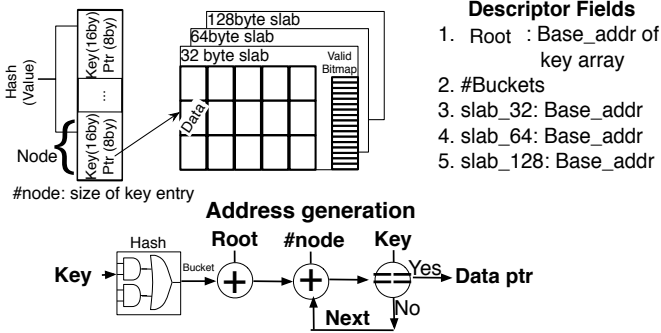 128byte slab
64byte slab
32 byte slab
Valid
Bitmap
Hash
(Value)
Key(16by)
Ptr (8by)
...
Key(16by)
Ptr (8by)
Node
Data
#node: size of key entry
Descriptor Fields
1. Root : Base_addr of
key array
2. #Buckets
3. slab_32: Base_addr
4. slab_64: Base_addr
5. slab_128: Base_addr
Address generation
Hash
Root
#node
Key
Key
Bucket
+
+
==
Yes
Data ptr
No
Next